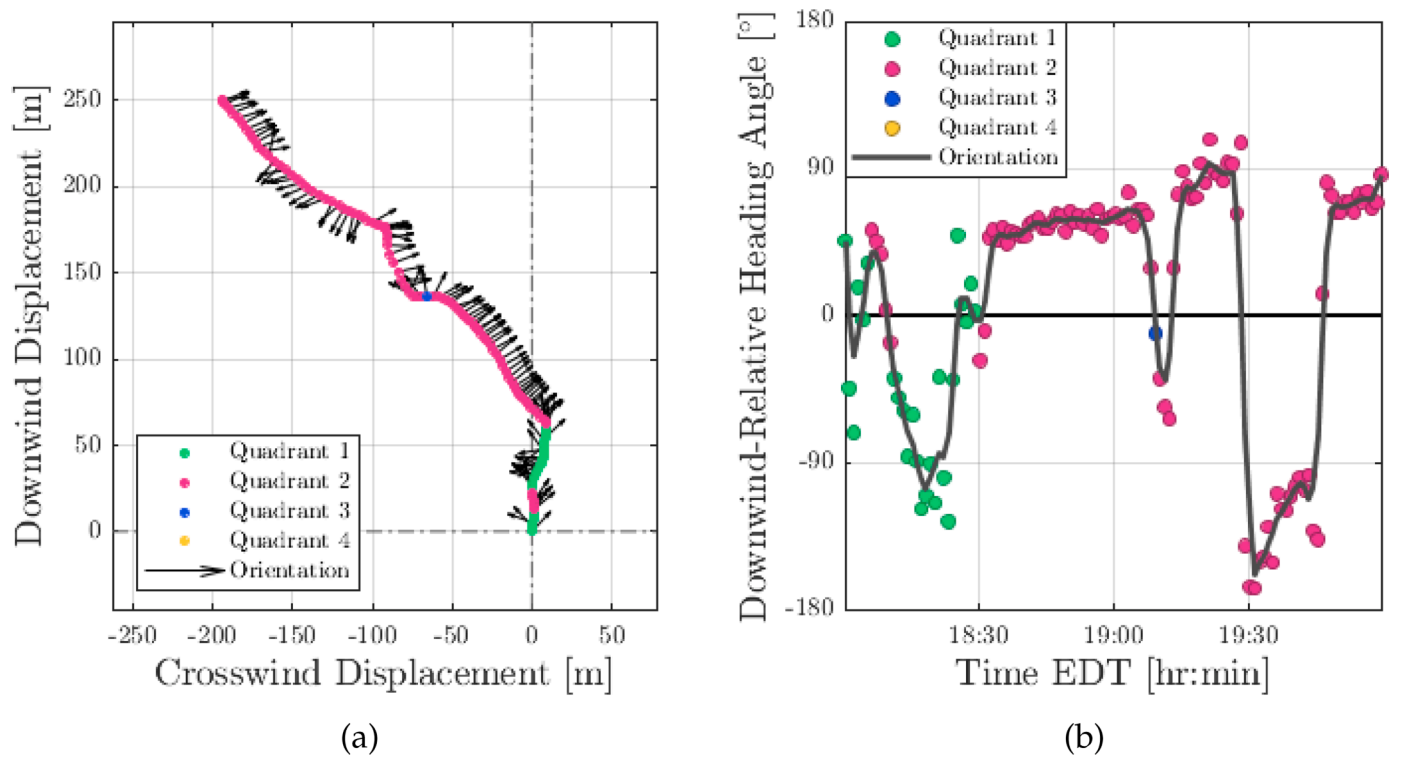 Downwind Displacement [m]
250
200
150
100
50
0
Quadrant 1
Quadrant 2
Quadrant 3
Quadrant 4
Orientation
-250 -200 -150 -100 -50 0 50
Crosswind Displacement [m]
(a)
Downwind-Relative Heading Angle [°]
180
90
0
-90
-180
Quadrant 1
Quadrant 2
Quadrant 3
Quadrant 4
Orientation
18:30 19:00 19:30
Time EDT [hr:min]
(b)